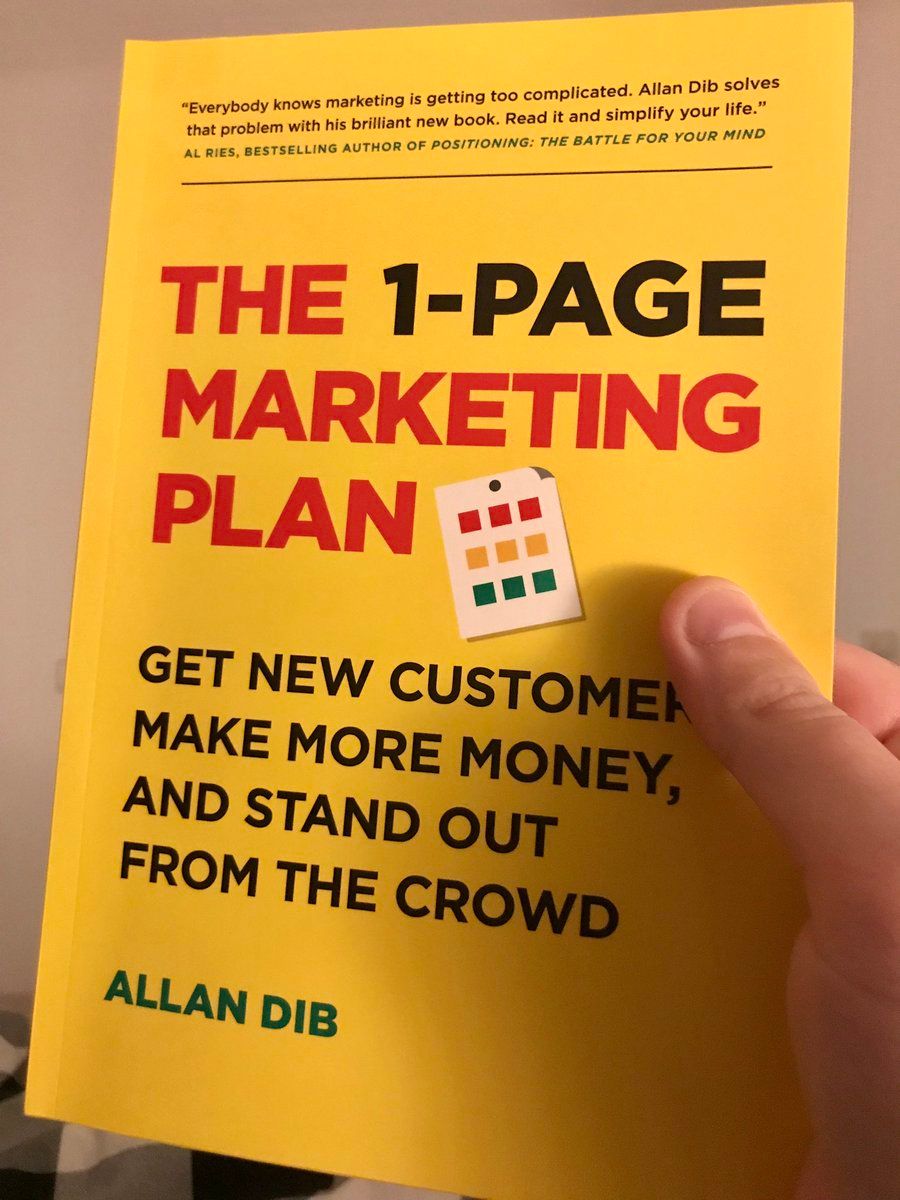 “Everybody knows marketing is getting too complicated. Allan Dib solves
that problem with his brilliant new book. Read it and simplify your life.”
AL RIES, BESTSELLING AUTHOR OF POSITIONING: THE BATTLE FOR YOUR MIND
THE 1-PAGE
MARKETING
PLAN
GET NEW CUSTOMER
MAKE MORE MONEY,
AND STAND OUT
FROM THE CROWD
ALLAN DIB